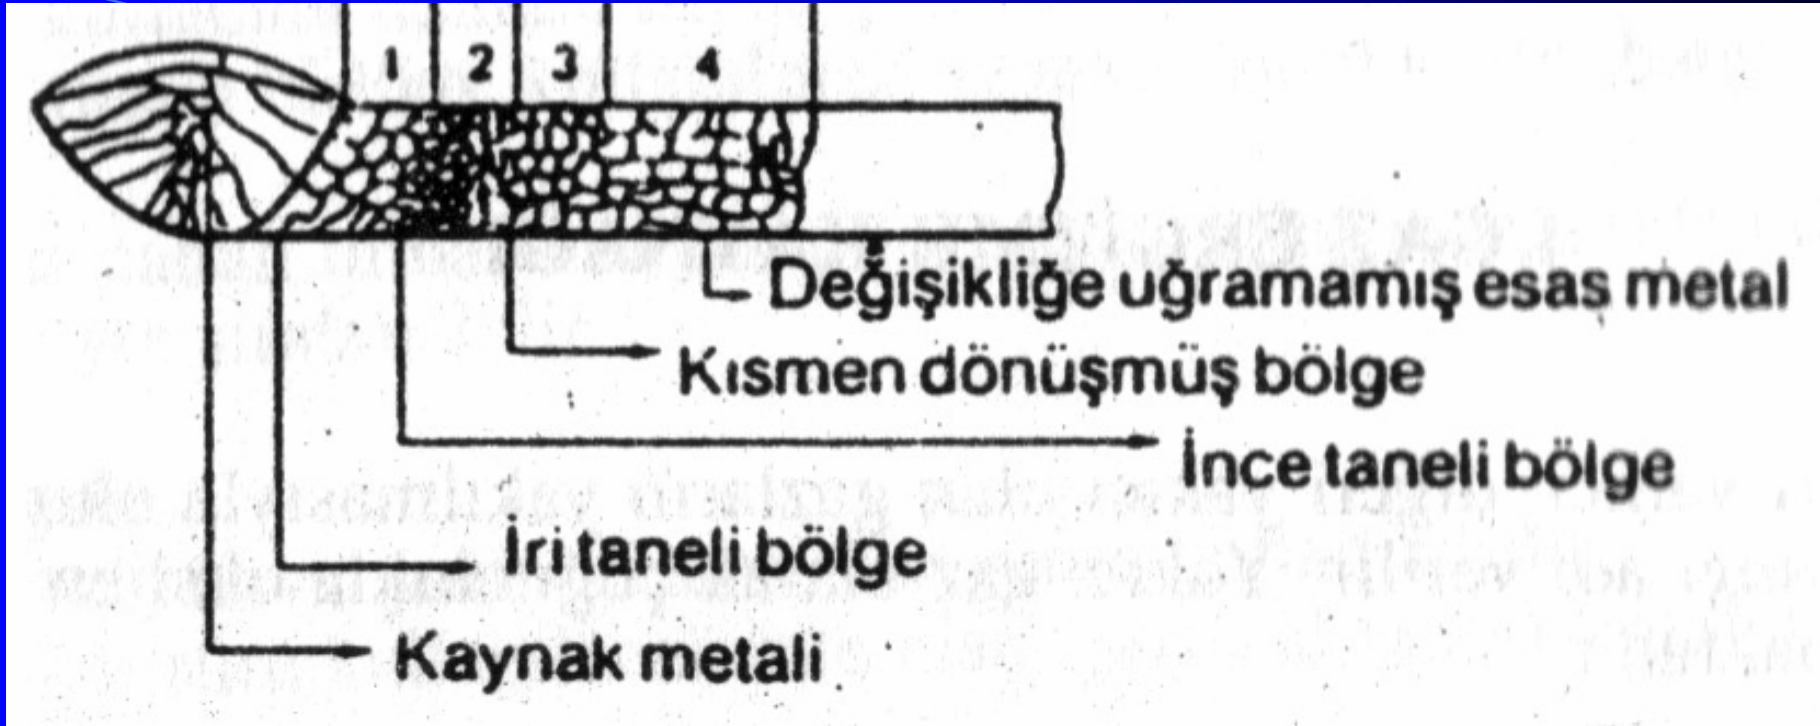 1 2 3 4
Değişikliğe uğramamış esas metal
Kısmen dönüşmüş bölge
İnce taneli bölge
İri taneli bölge
Kaynak metali